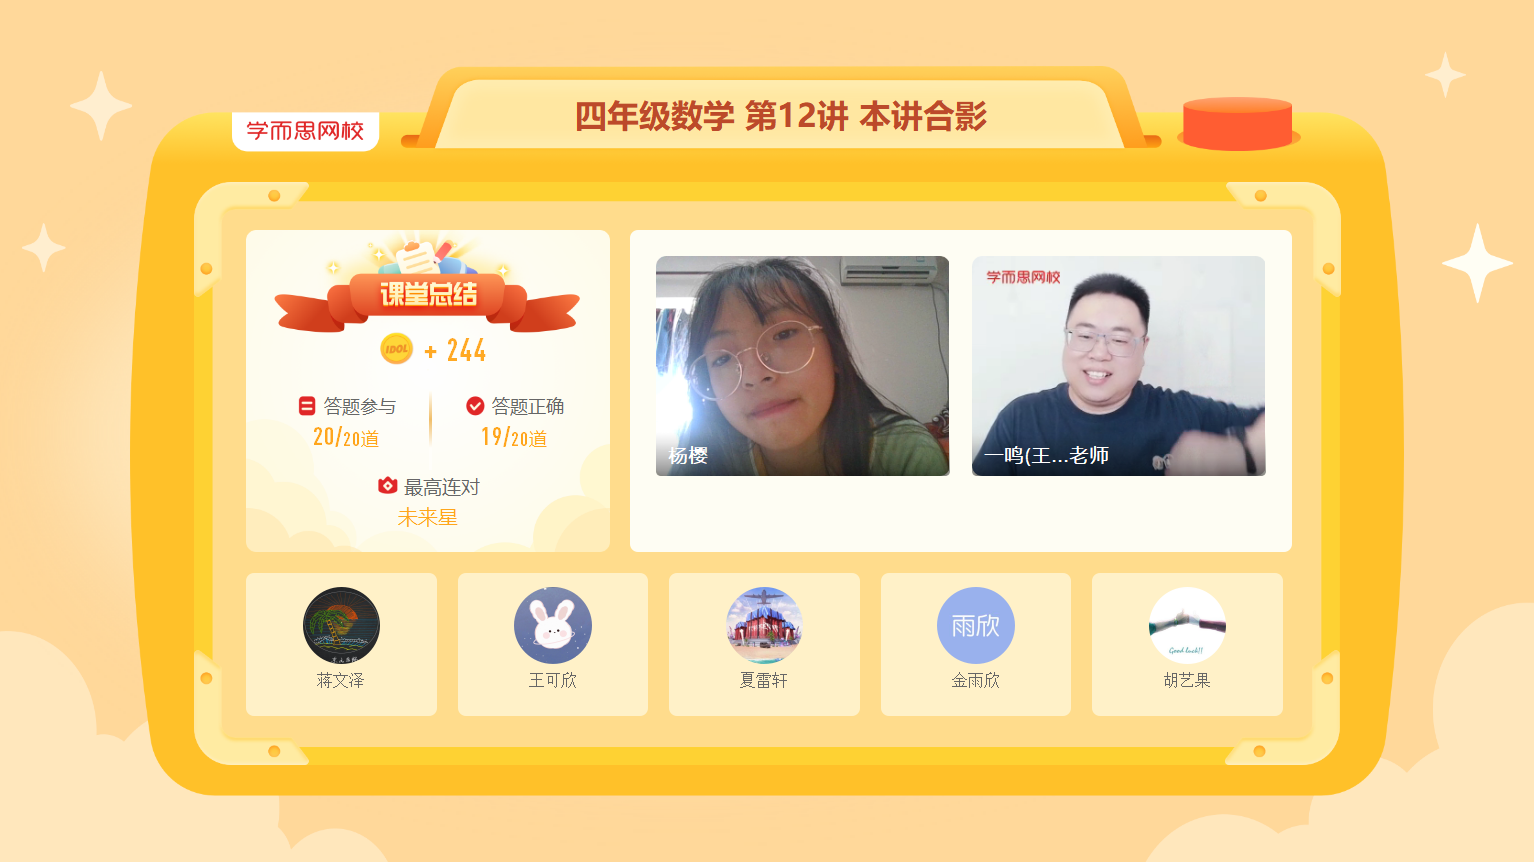 学而思网校
四年级数学 第12讲 本讲合影
课堂总结
IDOL + 244
答题参与
20/20道
答题正确
19/20道
最高连对
未来星
杨樱
学而思网校
一鸣(王...老师
蒋文泽
王可欣
夏雷轩
雨欣
金雨欣
Good luck!!
胡艺果